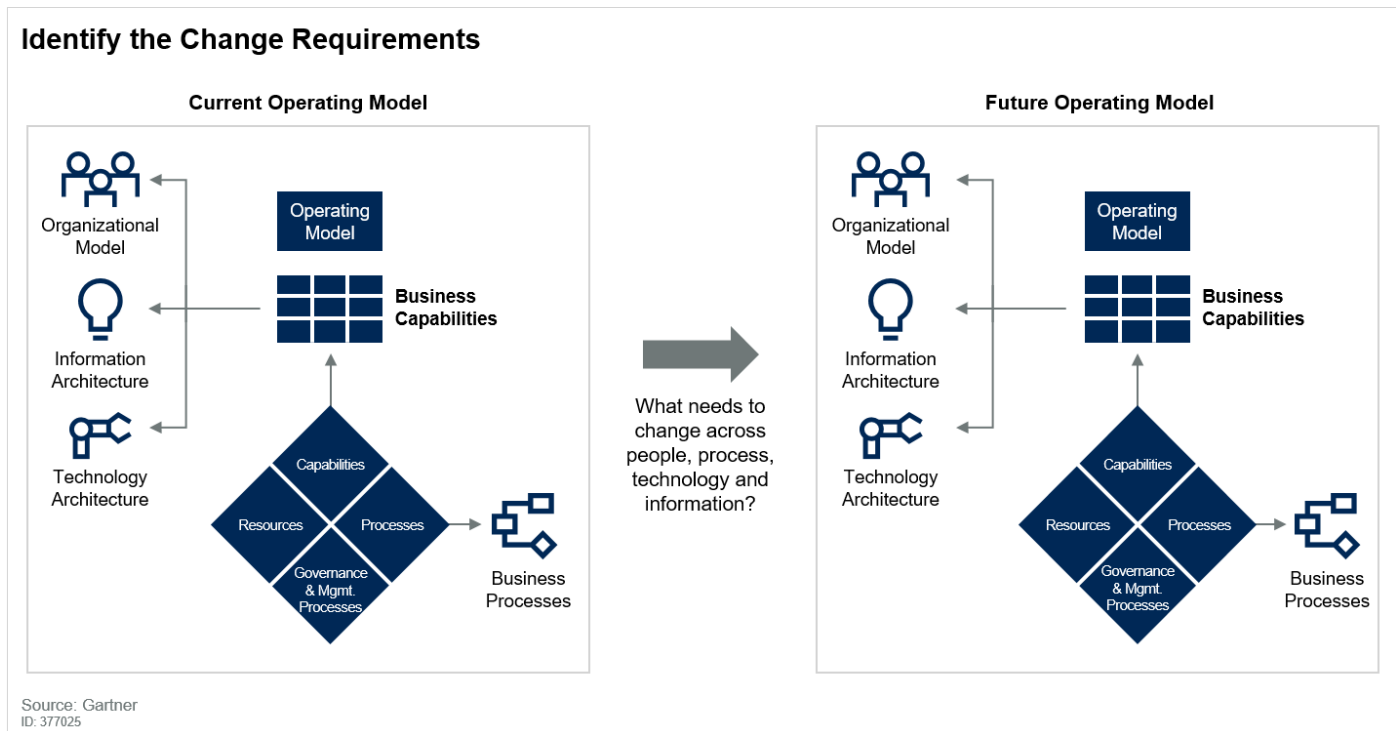 Identify the Change Requirements
Current Operating Model
Organizational
Model
Information
Architecture
Technology
Architecture
Operating
Model
Business
Capabilities
Capabilities
Resources
Processes
Governance
& Mgmt.
Processes
Business
Processes
What needs to
change across
people, process,
technology and
information?
Future Operating Model
Organizational
Model
Information
Architecture
Technology
Architecture
Operating
Model
Business
Capabilities
Capabilities
Resources
Processes
Governance
& Mgmt.
Processes
Business
Processes
Source: Gartner
ID: 377025